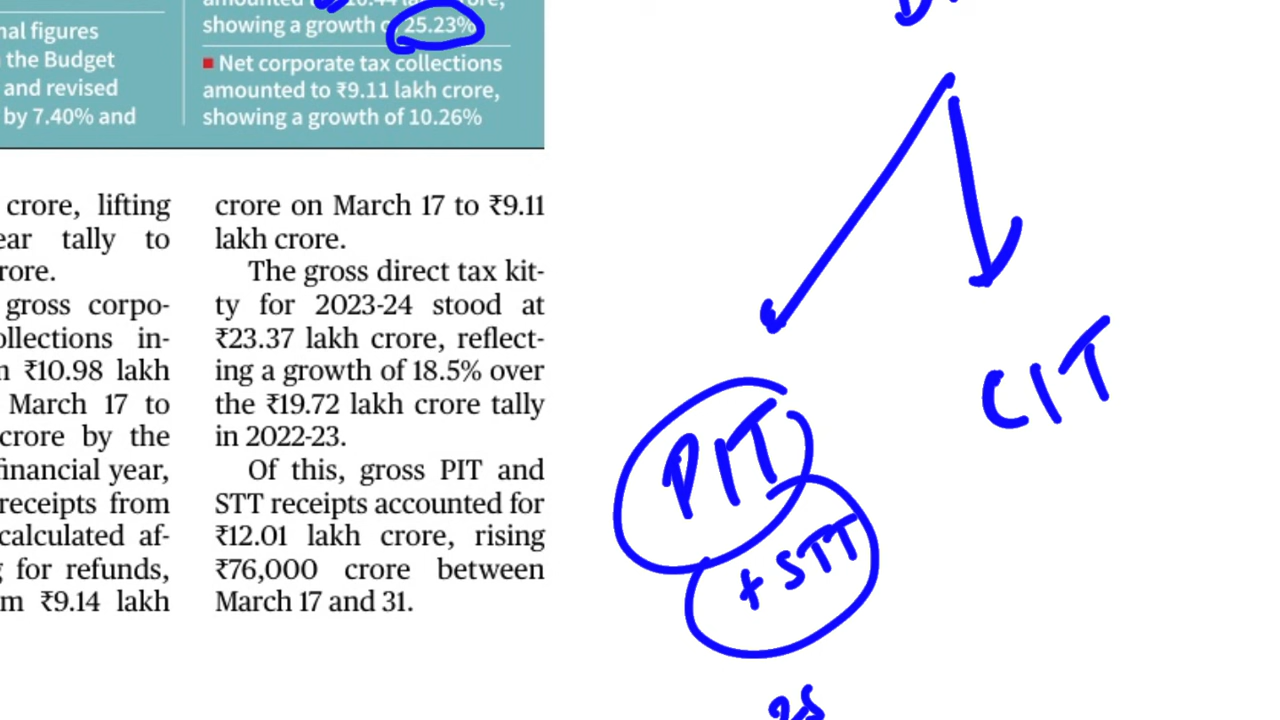 nal figures
the Budget
and revised
by 7.40% and
showing a growth 25.23%
■ Net corporate tax collections
amounted to ₹9.11 lakh crore,
showing a growth of 10.26%
crore, lifting
ear tally to
rore.
gross corpo-
ollections in-
₹10.98 lakh
March 17 to
crore by the
financial year,
receipts from
calculated af-
for refunds,
₹9.14 lakh
crore on March 17 to ₹9.11
lakh crore.
The gross direct tax kit-
ty for 2023-24 stood at
₹23.37 lakh crore, reflect-
ing a growth of 18.5% over
the ₹19.72 lakh crore tally
in 2022-23.
Of this, gross PIT and
STT receipts accounted for
₹12.01 lakh crore, rising
₹76,000 crore between
March 17 and 31.
CIT
PIT
+ STT